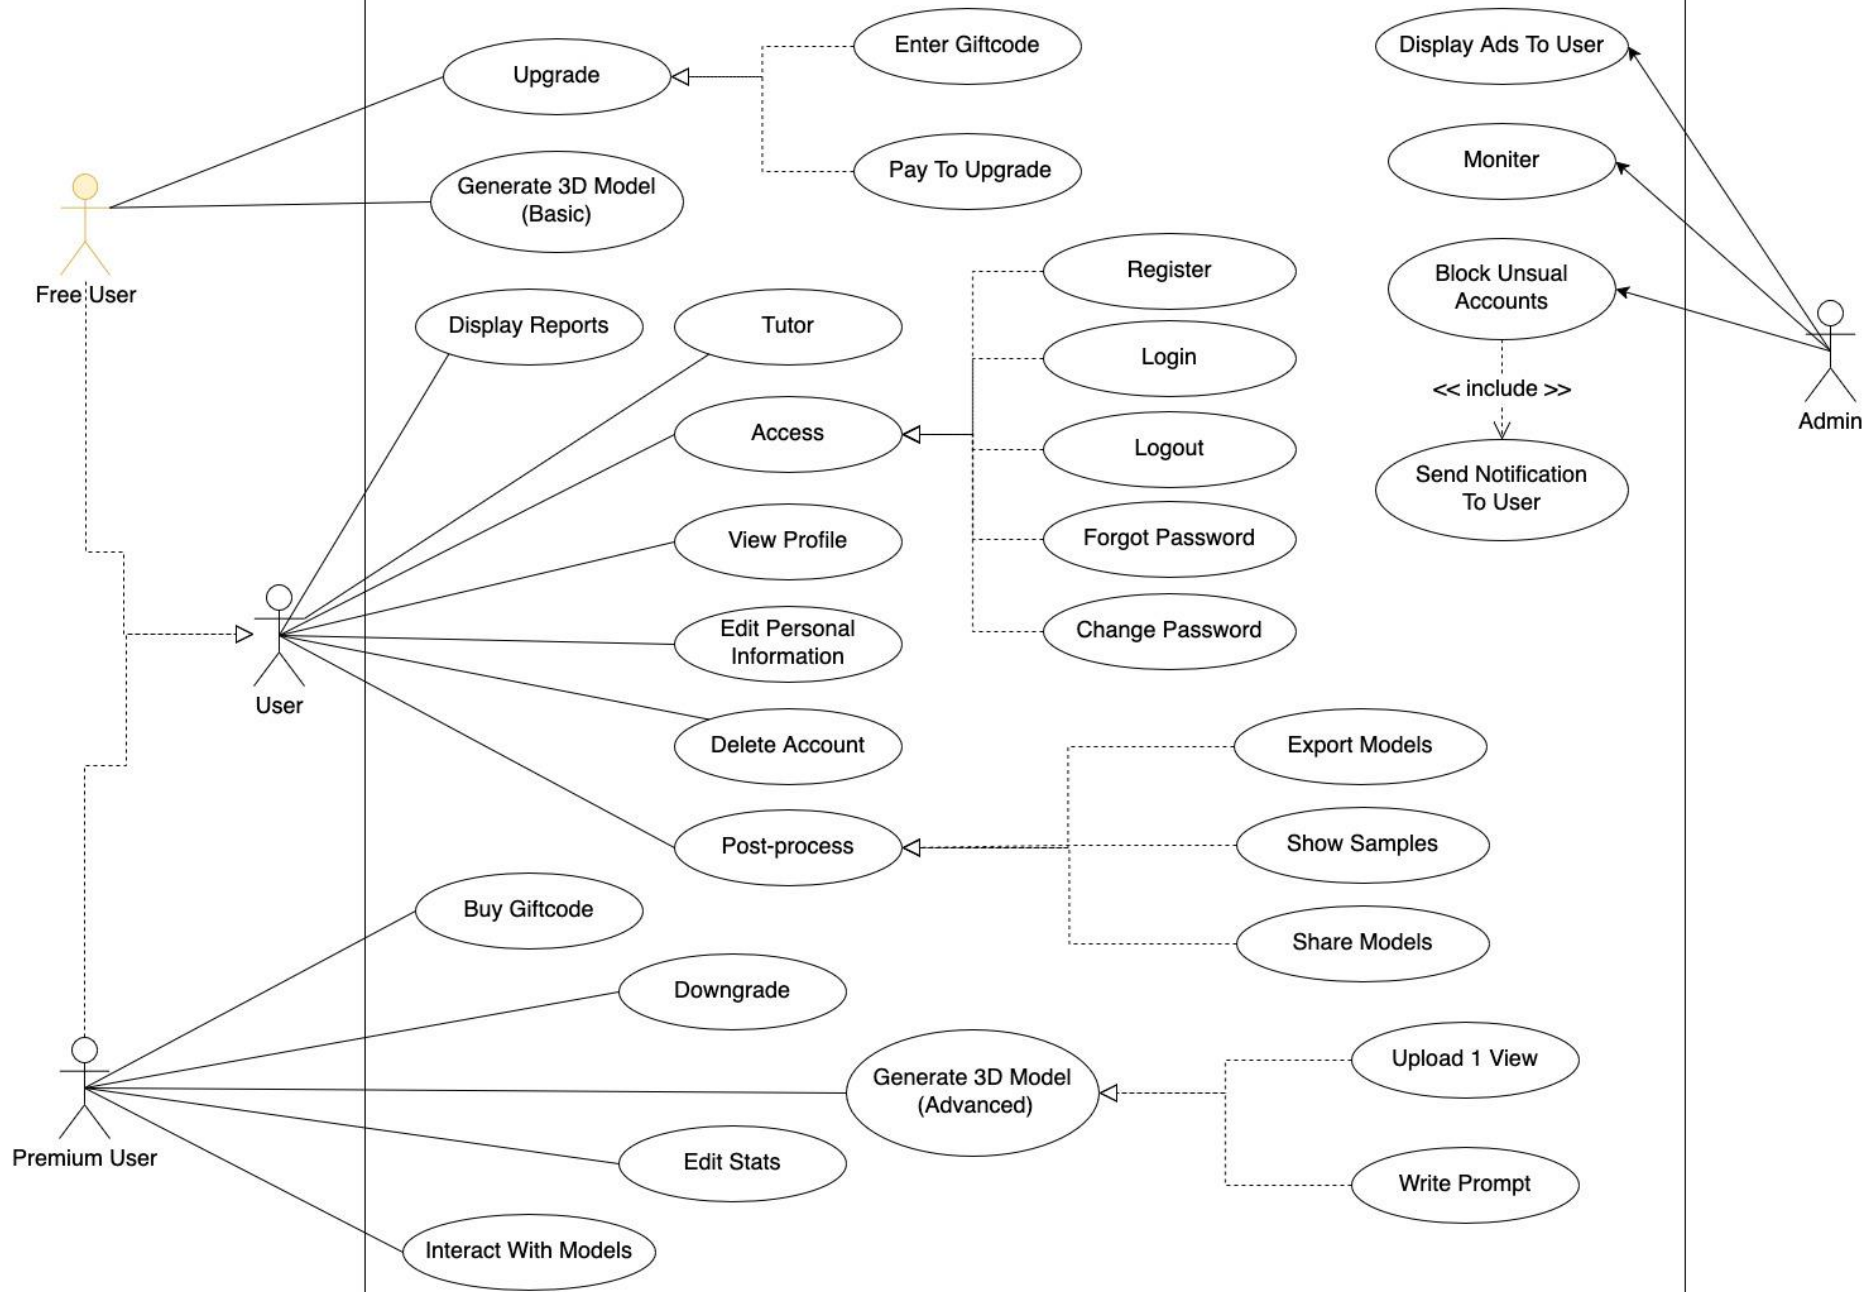 Enter Giftcode
Display Ads To User
Upgrade
Moniter
Pay To Upgrade
Generate 3D Model
(Basic)
Free User
Register
Block Unsual
Accounts
Display Reports
Tutor
Login
<< include >>
Admin
Access
Logout
Send Notification
To User
View Profile
Forgot Password
Edit Personal
Information
Change Password
User
Delete Account
Export Models
Post-process
Show Samples
Buy Giftcode
Share Models
Downgrade
Generate 3D Model
(Advanced)
Upload 1 View
Premium User
Edit Stats
Write Prompt
Interact With Models